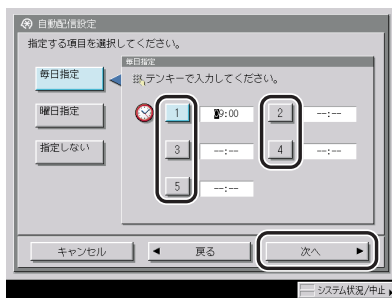 自動配信設定
指定する項目を選択してください。
毎日指定
毎日指定
テンキーで入力してください。
曜日指定
指定しない
1 9:00 2 --:--
3 --:-- 4 --:--
5 --:--
キャンセル ◀ 戻る 次へ ▶
システム状況/中止